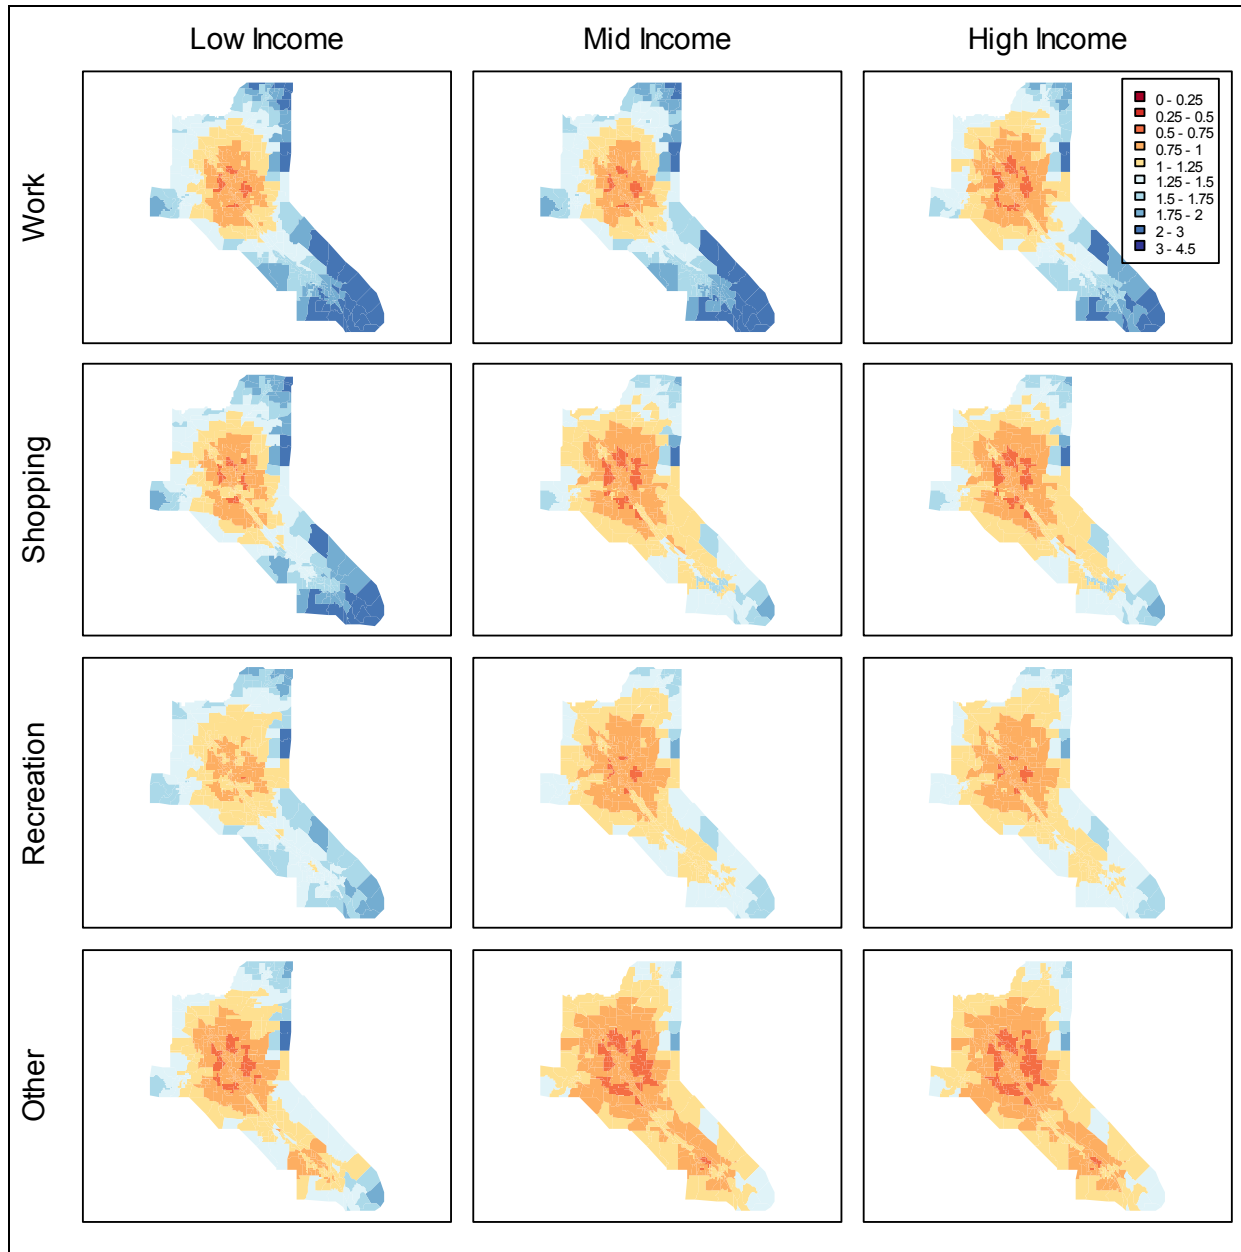 Low Income
Mid Income
High Income
Work
0 - 0.25
0.25 - 0.5
0.5 - 0.75
0.75 - 1
1 - 1.25
1.25 - 1.5
1.5 - 1.75
1.75 - 2
2 - 3
3 - 4.5
Shopping
Recreation
Other